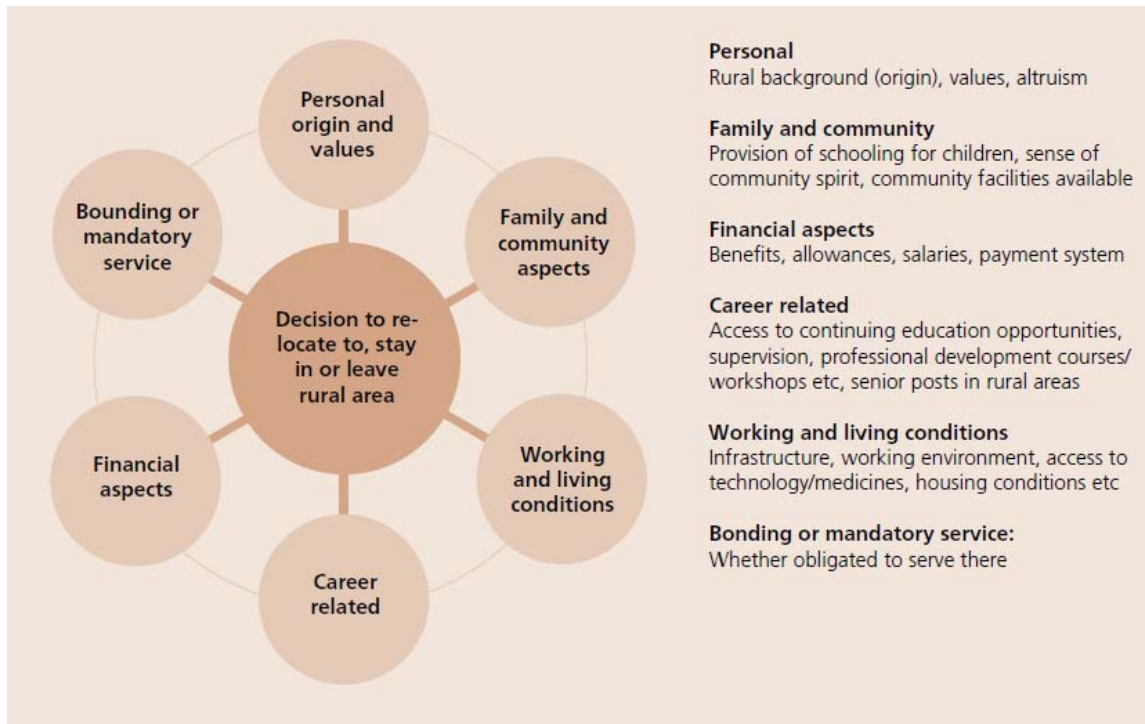 Personal
origin and
values
Family and
community
aspects
Working
and living
conditions
Career
related
Financial
aspects
Bounding or
mandatory
service
Decision to re-
locate to, stay
in or leave
rural area
Personal
Rural background (origin), values, altruism
Family and community
Provision of schooling for children, sense of
community spirit, community facilities available
Financial aspects
Benefits, allowances, salaries, payment system
Career related
Access to continuing education opportunities,
supervision, professional development courses/
workshops etc, senior posts in rural areas
Working and living conditions
Infrastructure, working environment, access to
technology/medicines, housing conditions etc
Bonding or mandatory service:
Whether obligated to serve there